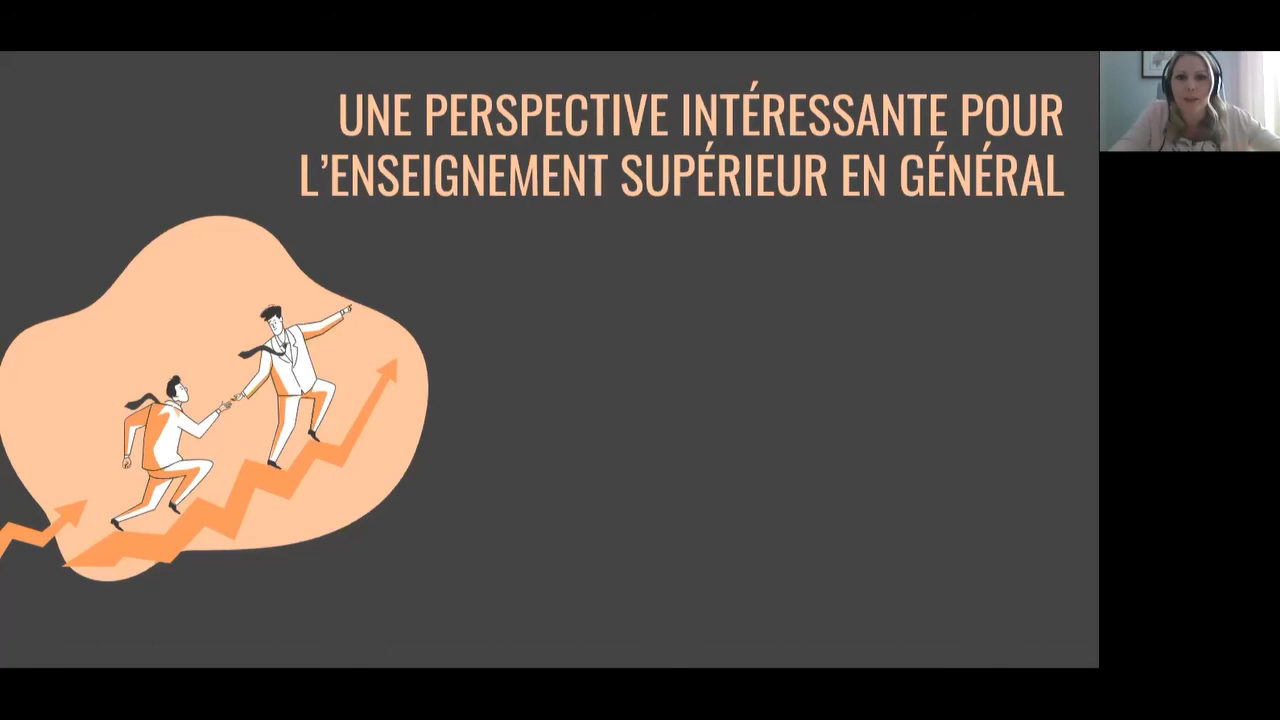 UNE PERSPECTIVE INTÉRESSANTE POUR
L’ENSEIGNEMENT SUPÉRIEUR EN GÉNÉRAL